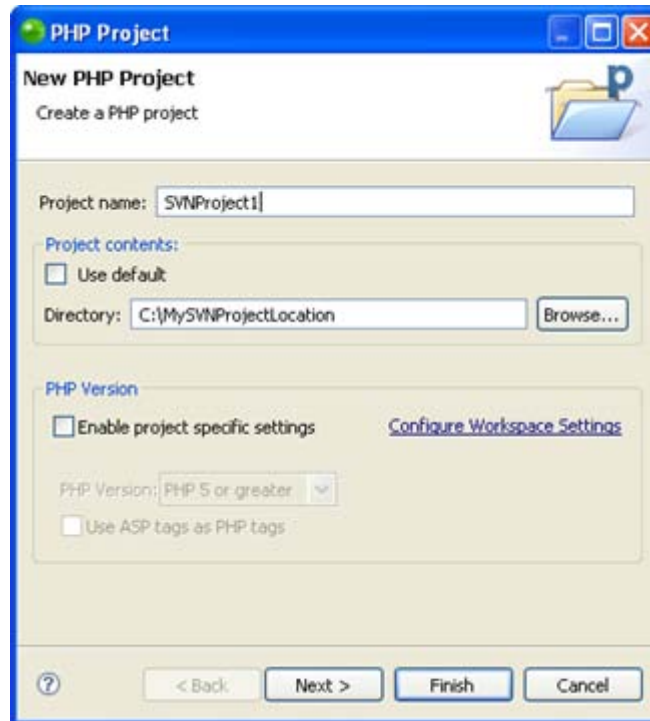 PHP Project
New PHP Project
Create a PHP project
p
Project name: SVNProject1
Project contents:
Use default
Directory: C:\MySVNProjectLocation Browse...
PHP Version
Enable project specific settings Configure Workspace Settings
PHP Version: PHP 5 or greater
Use ASP tags as PHP tags
? < Back Next > Finish Cancel